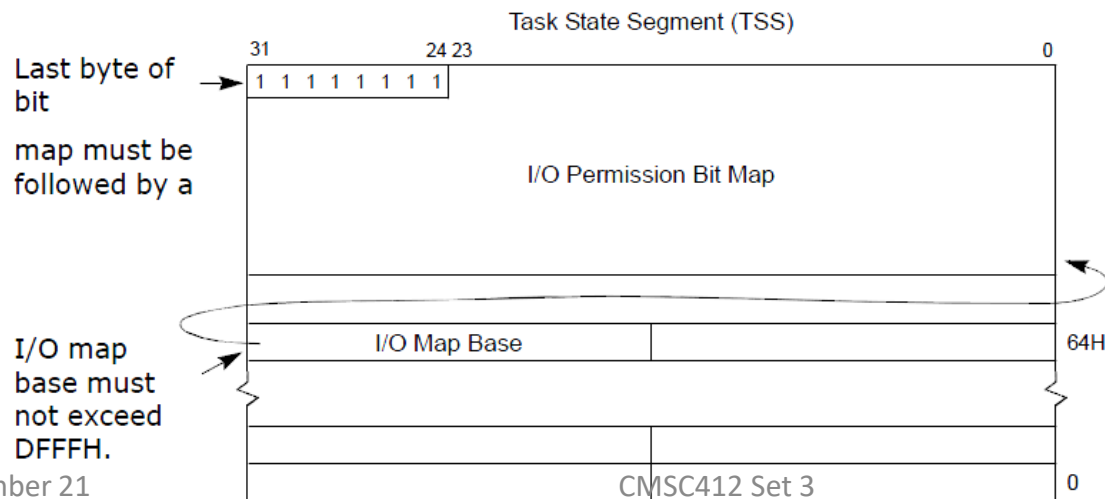 Task State Segment (TSS)
31 24 23 0
Last byte of
bit
1 1 1 1 1 1 1 1
map must be
followed by a
I/O Permission Bit Map
I/O map
base must
not exceed
DFFFH.
I/O Map Base
64H
0
21
CMSC412 Set 3